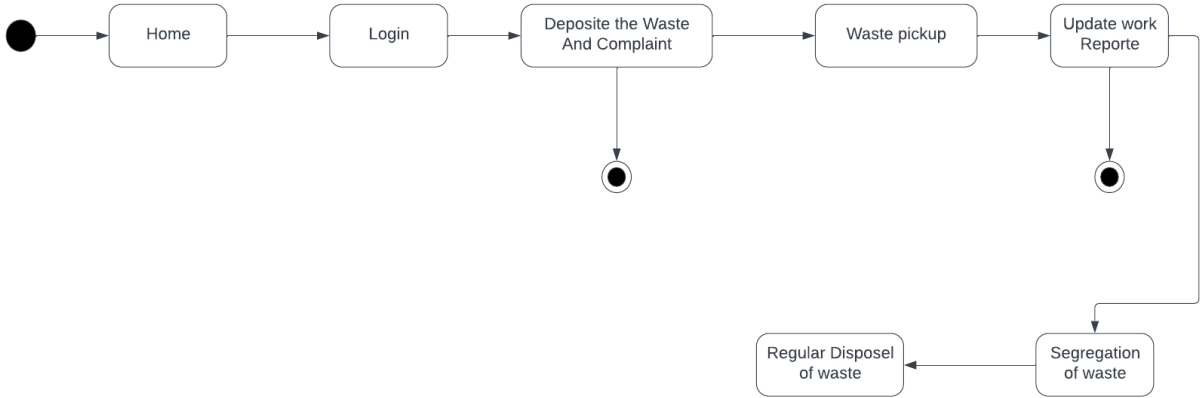 Home
Login
Deposite the Waste
And Complaint
Waste pickup
Update work
Reporte
Regular Disposel
of waste
Segregation
of waste